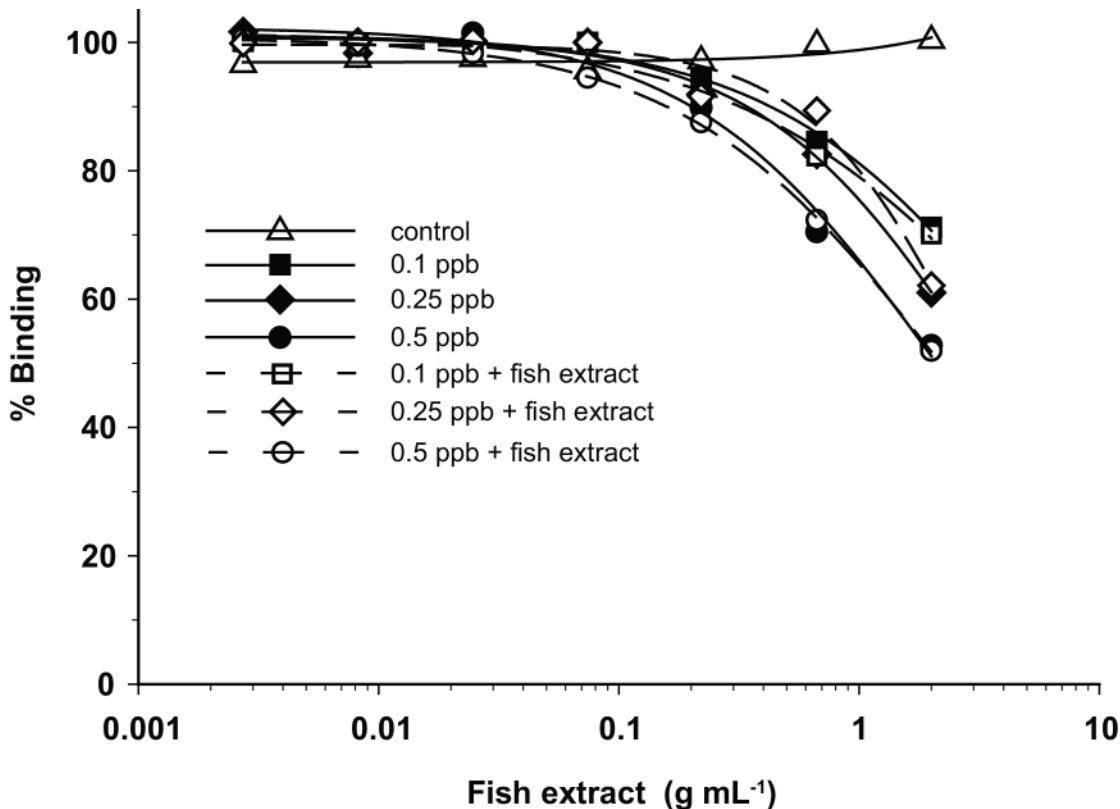 100
80
60
40
20
0
% Binding
control
0.1 ppb
0.25 ppb
0.5 ppb
0.1 ppb + fish extract
0.25 ppb + fish extract
0.5 ppb + fish extract
0.001 0.01 0.1 1 10
Fish extract (g mL⁻¹)